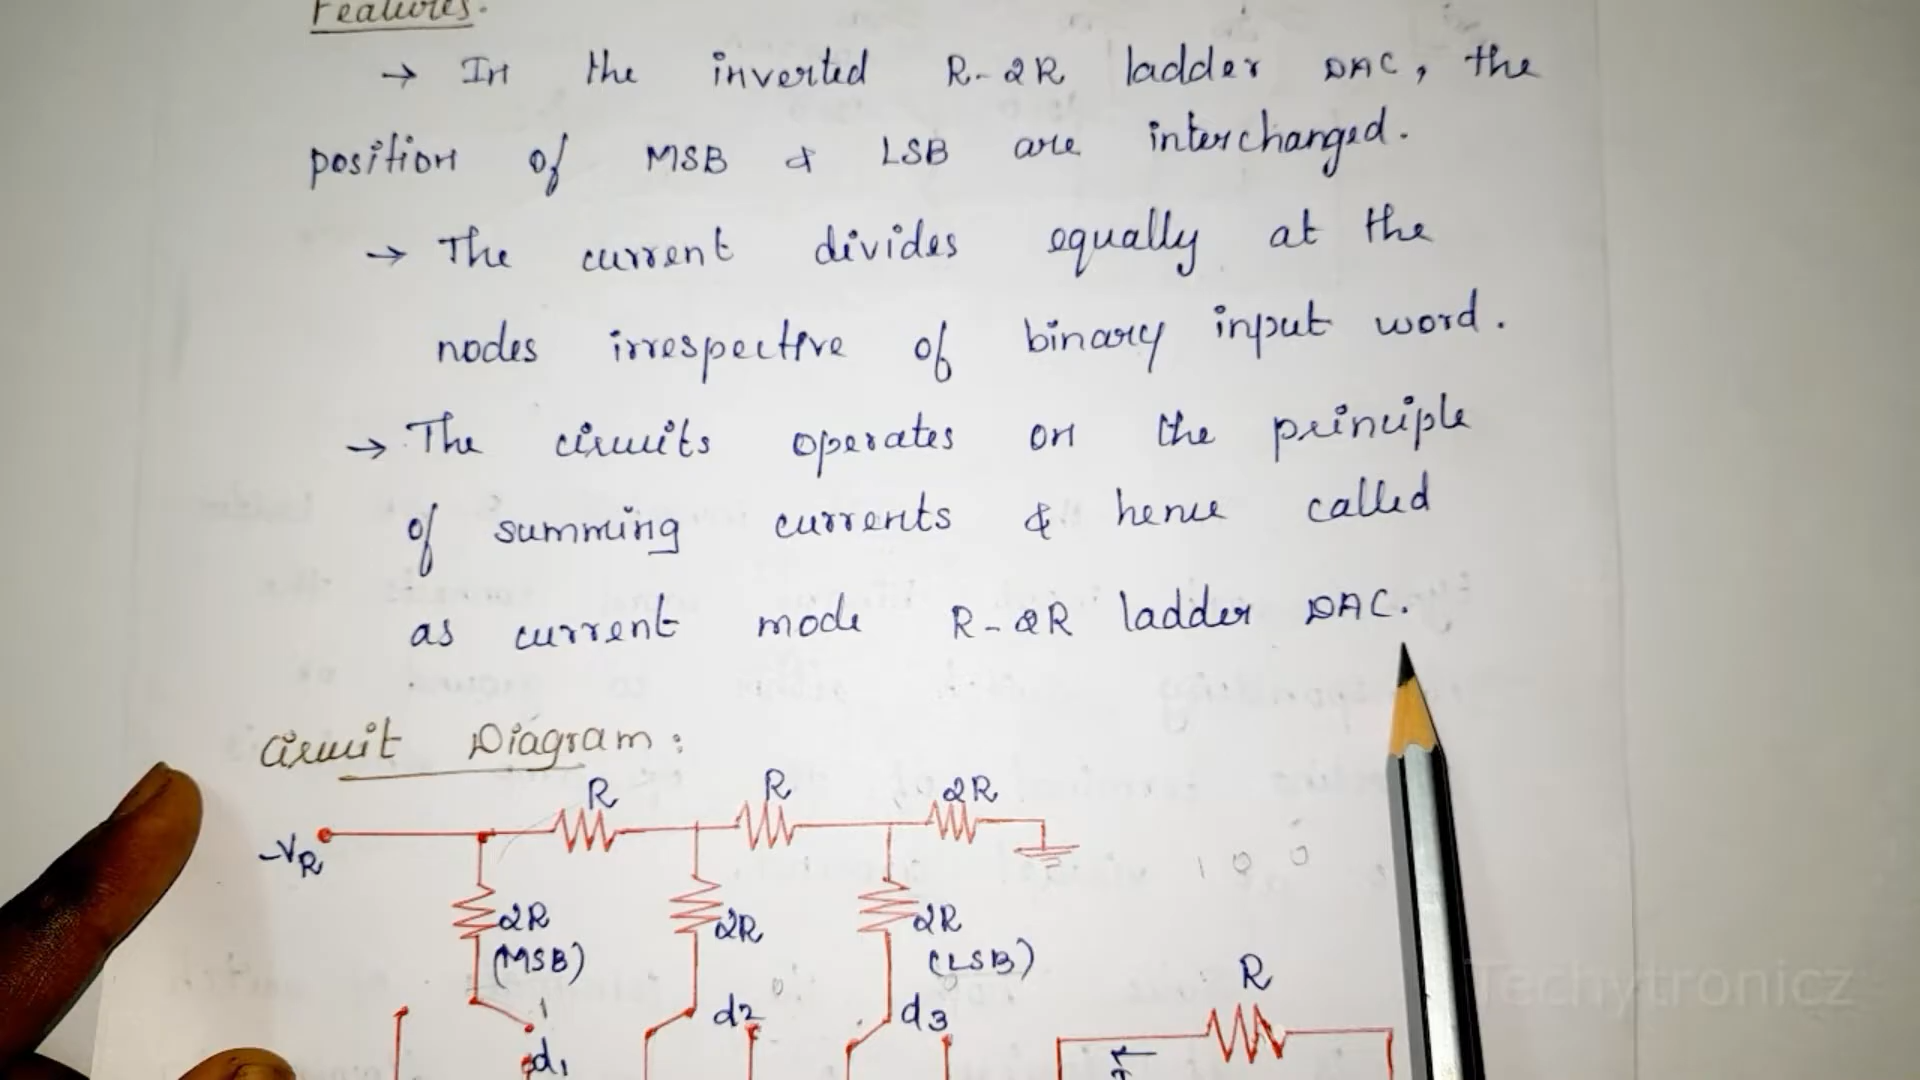 Features:
→ In the inverted R-2R ladder DAC, the
position of MSB & LSB are interchanged.
→ The current divides equally at the
nodes irrespective of binary input word.
→ The circuits operates on the principle
of summing currents & hence called
as current mode R-2R ladder DAC.
Circuit Diagram:
R R 2R
-VR
2R 2R 2R
(MSB) (LSB)
R
d2 d3
d1
Techytronicz